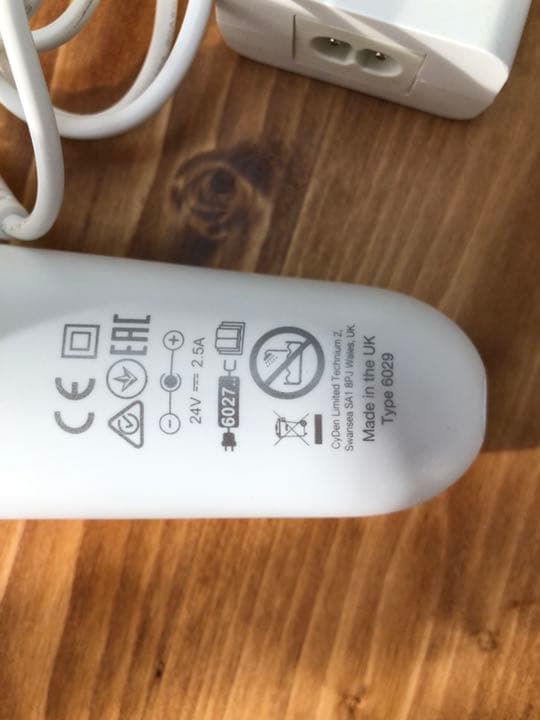 CE
EAC
24V ⎓ 2.5A
6027
CyDen Limited Technium 2,
Swansea SA1 8PJ Wales, UK
Made in the UK
Type 6029